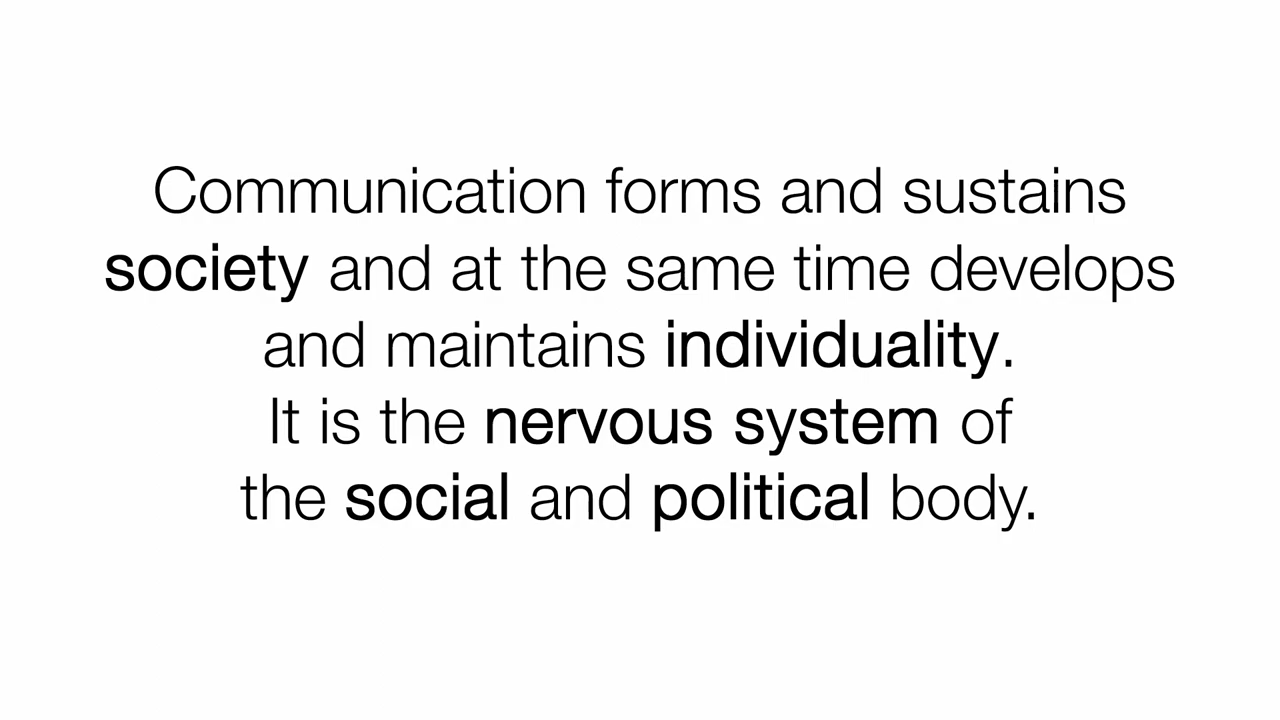 Communication forms and sustains
society and at the same time develops
and maintains individuality.
It is the nervous system of
the social and political body.